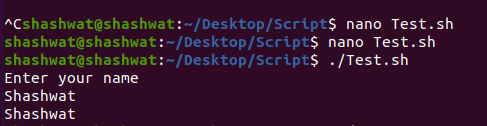 ^Cshashwat@shashwat:~/Desktop/Script$ nano Test.sh
shashwat@shashwat:~/Desktop/Script$ nano Test.sh
shashwat@shashwat:~/Desktop/Script$ ./Test.sh
Enter your name
Shashwat
Shashwat